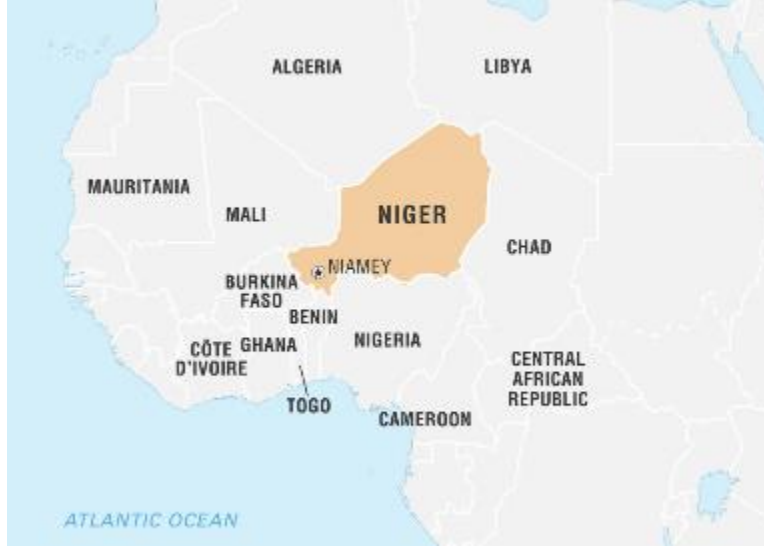 ALGERIA
LIBYA
MAURITANIA
MALI
NIGER
CHAD
NIAMEY
BURKINA
FASO
BENIN
CÔTE
D'IVOIRE
GHANA
NIGERIA
TOGO
CAMEROON
CENTRAL
AFRICAN
REPUBLIC
ATLANTIC OCEAN